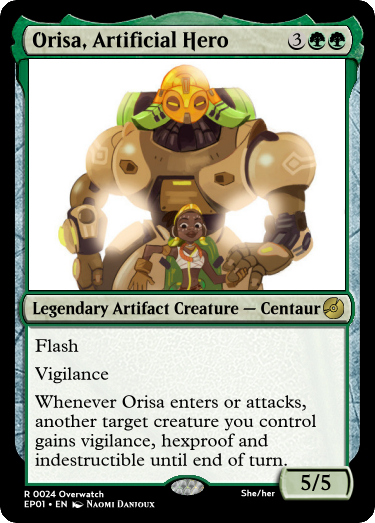 Orisa, Artificial Hero 3
Legendary Artifact Creature — Centaur
Flash
Vigilance
Whenever Orisa enters or attacks,
another target creature you control
gains vigilance, hexproof and
indestructible until end of turn.
5/5
R 0024 Overwatch She/her
EP01 • EN Naomi Danjoux